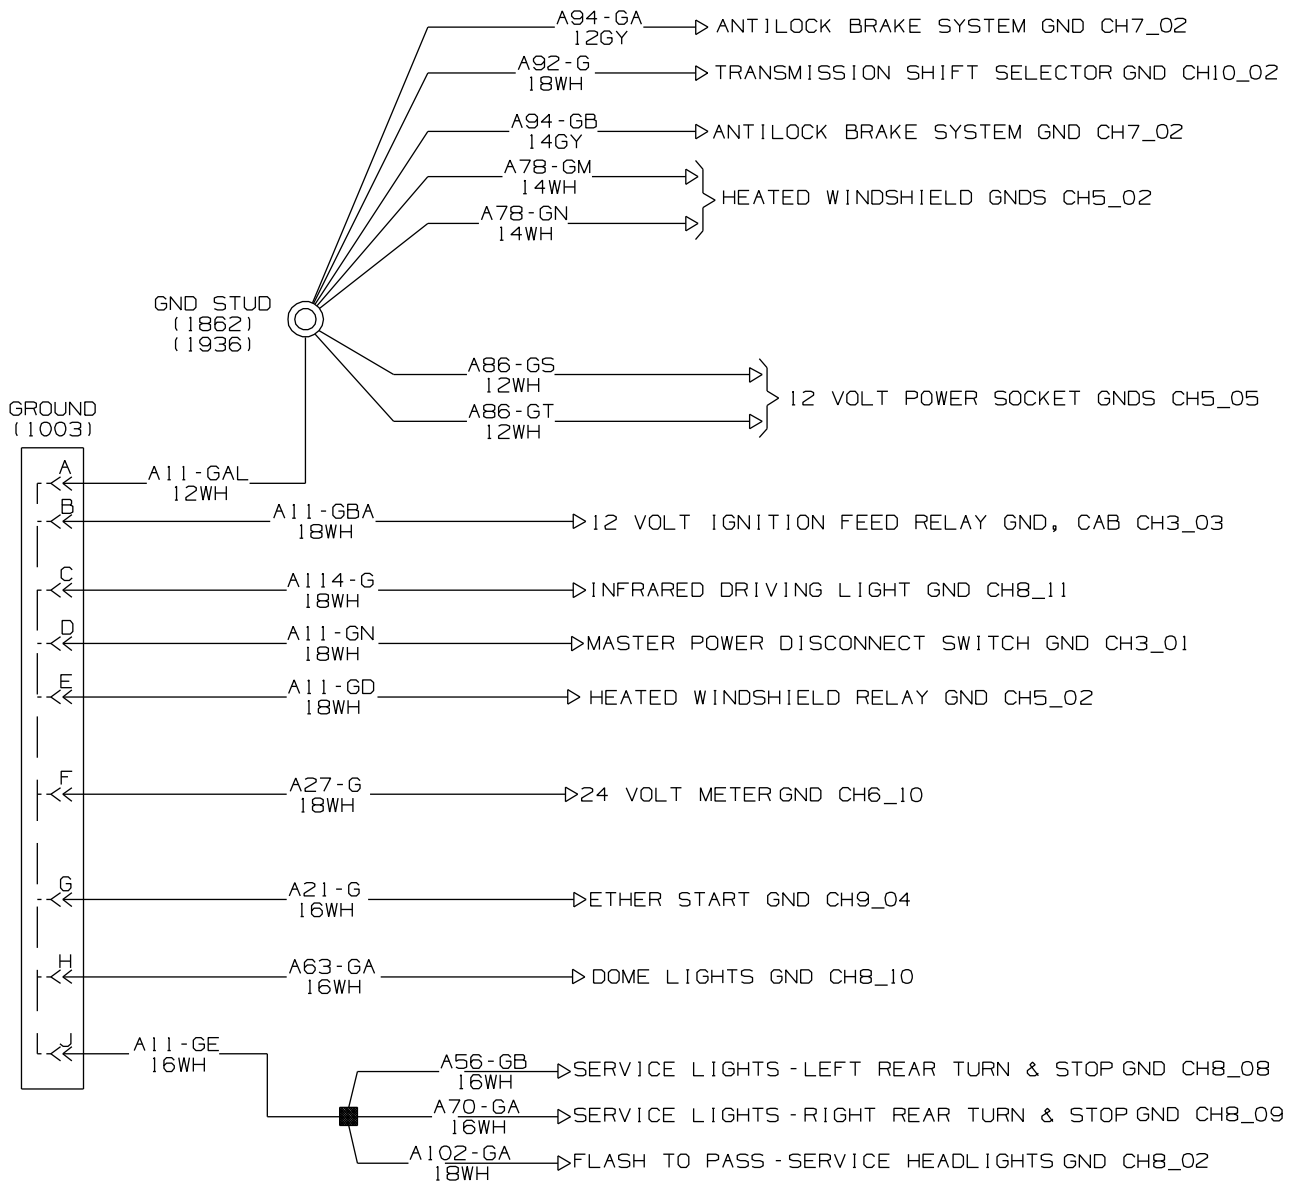 A94-GA
12GY
ANTILOCK BRAKE SYSTEM GND CH7_02
A92-G
18WH
TRANSMISSION SHIFT SELECTOR GND CH10_02
A94-GB
14GY
ANTILOCK BRAKE SYSTEM GND CH7_02
A78-GM
14WH
A78-GN
14WH
HEATED WINDSHIELD GNDS CH5_02
GND STUD
(1862)
(1936)
A86-GS
12WH
A86-GT
12WH
12 VOLT POWER SOCKET GNDS CH5_05
GROUND
(1003)
A
A11-GAL
12WH
B
A11-GBA
18WH
12 VOLT IGNITION FEED RELAY GND, CAB CH3_03
C
A114-G
18WH
INFRARED DRIVING LIGHT GND CH8_11
D
A11-GN
18WH
MASTER POWER DISCONNECT SWITCH GND CH3_01
E
A11-GD
18WH
HEATED WINDSHIELD RELAY GND CH5_02
F
A27-G
18WH
24 VOLT METER GND CH6_10
G
A21-G
16WH
ETHER START GND CH9_04
H
A63-GA
16WH
DOME LIGHTS GND CH8_10
J
A11-GE
16WH
A56-GB
16WH
SERVICE LIGHTS-LEFT REAR TURN & STOP GND CH8_08
A70-GA
16WH
SERVICE LIGHTS-RIGHT REAR TURN & STOP GND CH8_09
A102-GA
18WH
FLASH TO PASS-SERVICE HEADLIGHTS GND CH8_02